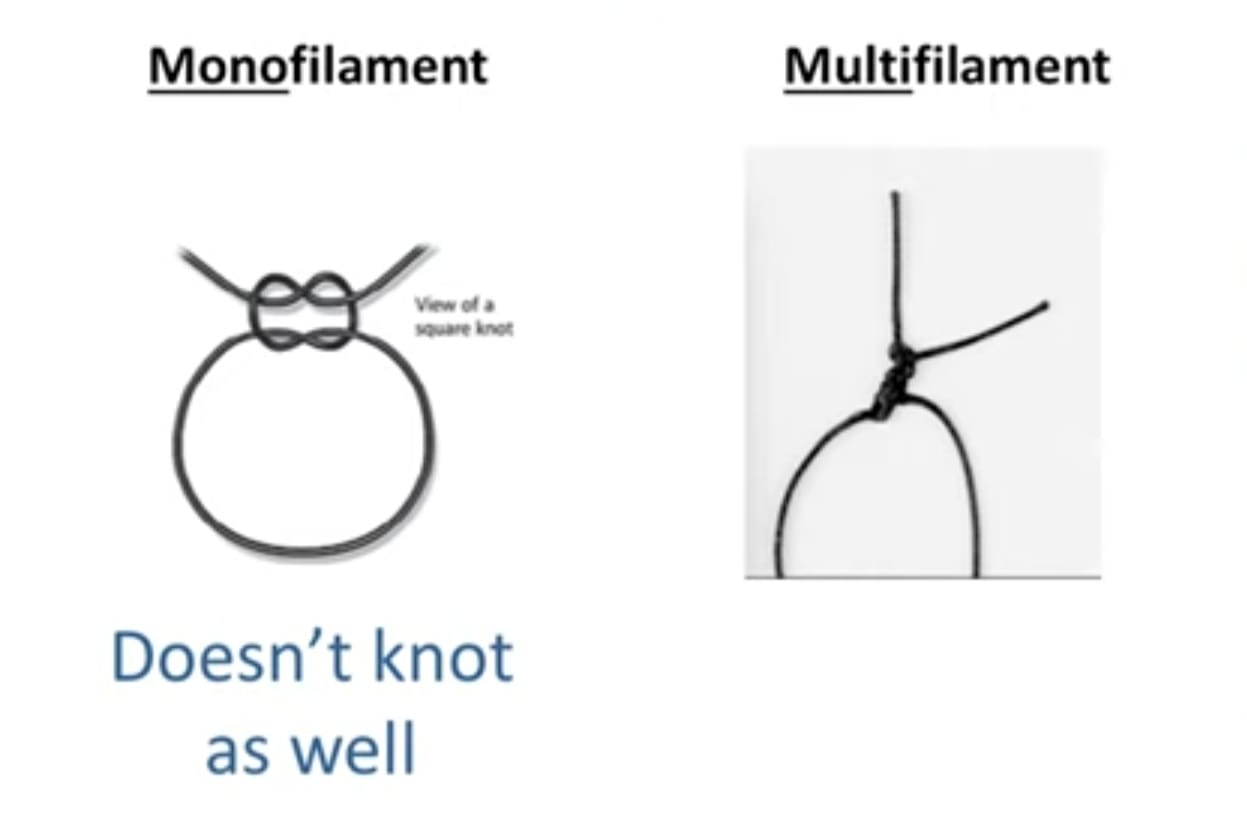 Monofilament
Multifilament
View of a
square knot
Doesn't knot
as well